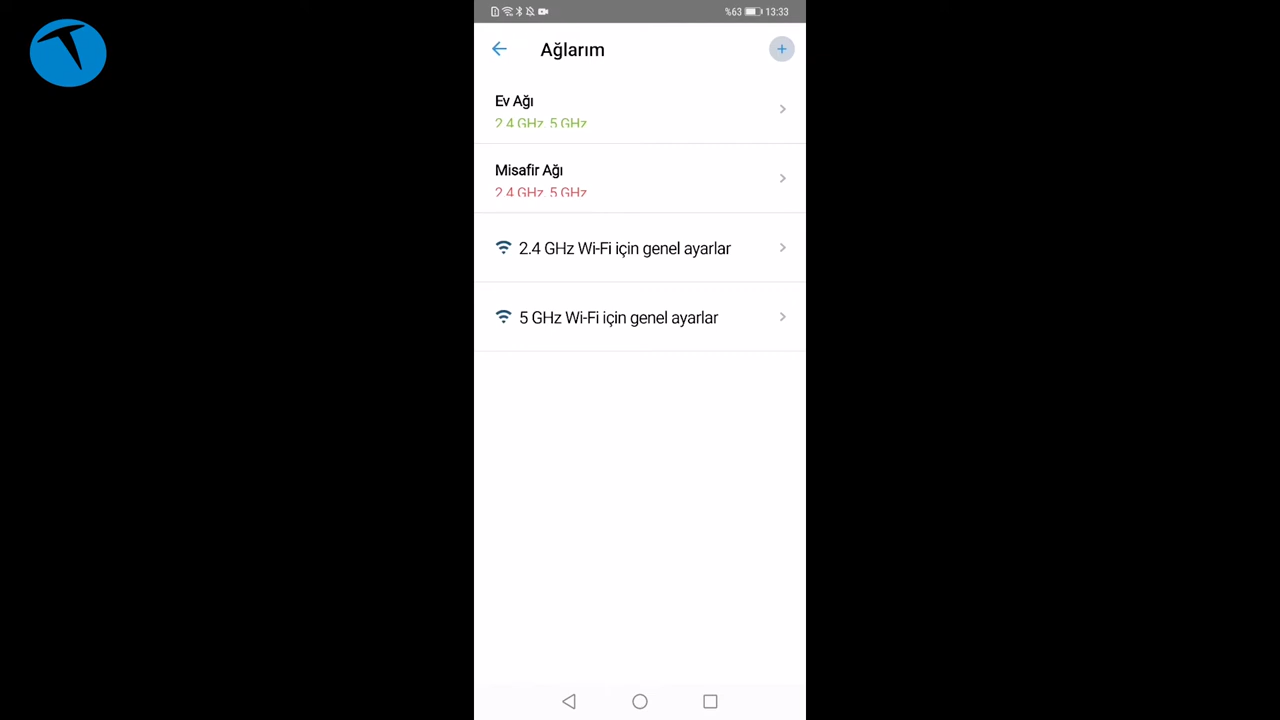 %63 13:33
Ağlarım
Ev Ağı
2.4 GHz, 5 GHz
Misafir Ağı
2.4 GHz, 5 GHz
2.4 GHz Wi-Fi için genel ayarlar
5 GHz Wi-Fi için genel ayarlar